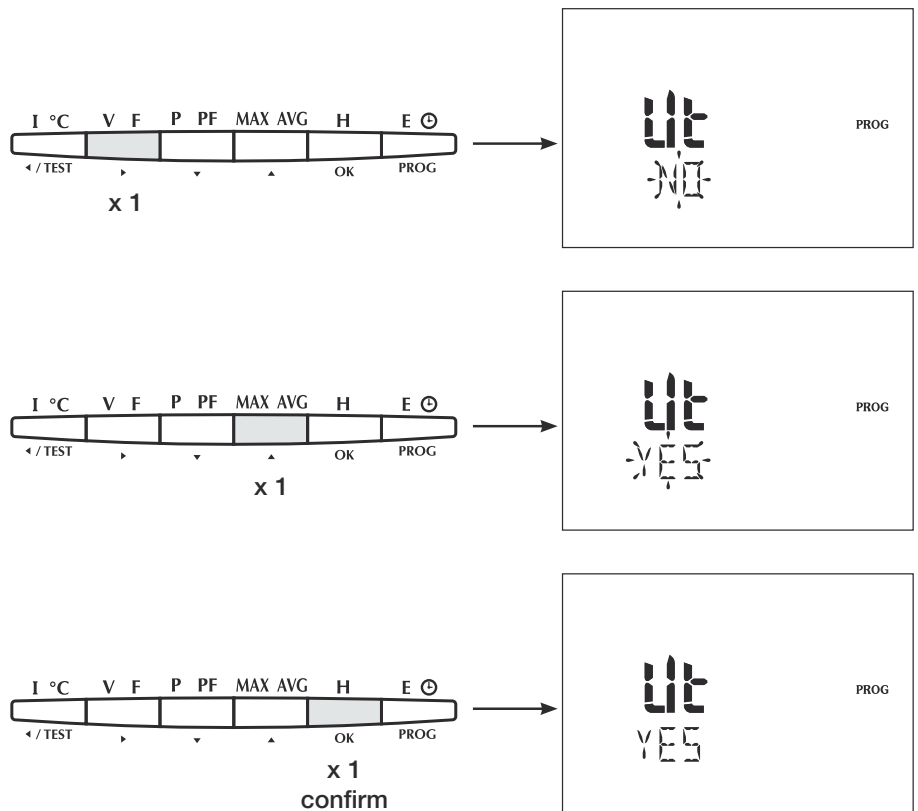 I °C V F P PF MAX AVG H E
◂ / TEST ▸ ▾ ▴ OK PROG
x 1
Ut PROG
NO
I °C V F P PF MAX AVG H E
◂ / TEST ▸ ▾ ▴ OK PROG
x 1
Ut PROG
YES
I °C V F P PF MAX AVG H E
◂ / TEST ▸ ▾ ▴ OK PROG
x 1
confirm
Ut PROG
YES